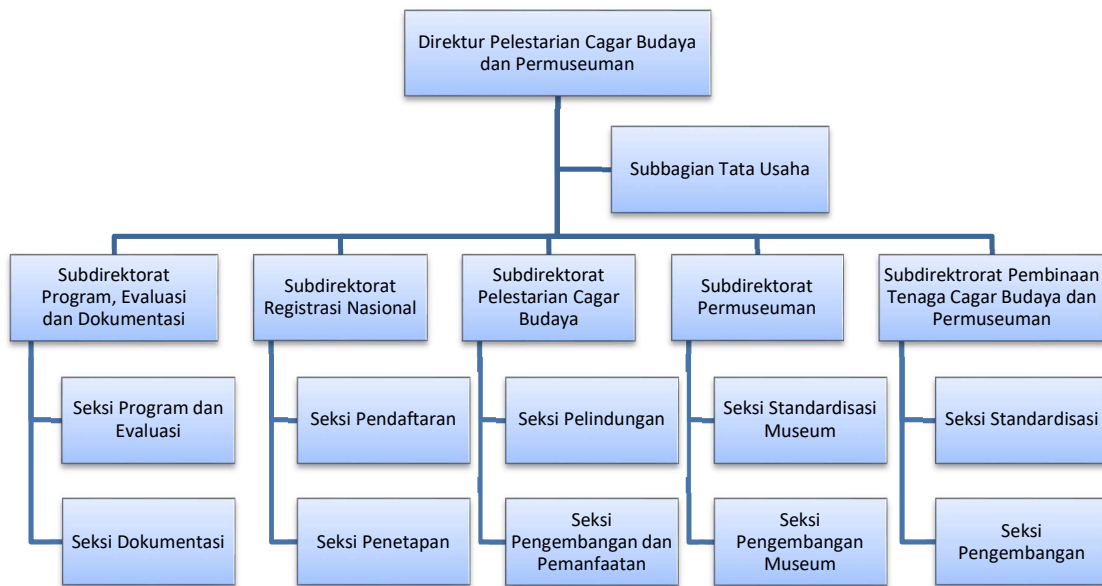 Direktur Pelestarian Cagar Budaya
dan Permuseuman
Subbagian Tata Usaha
Subdirektorat
Program, Evaluasi
dan Dokumentasi
Subdirektorat
Registrasi Nasional
Subdirektorat
Pelestarian Cagar
Budaya
Subdirektorat
Permuseuman
Subdirektrorat Pembinaan
Tenaga Cagar Budaya dan
Permuseuman
Seksi Program dan
Evaluasi
Seksi Pendaftaran
Seksi Pelindungan
Seksi Standardisasi
Museum
Seksi Standardisasi
Seksi Dokumentasi
Seksi Penetapan
Seksi
Pengembangan dan
Pemanfaatan
Seksi
Pengembangan
Museum
Seksi
Pengembangan